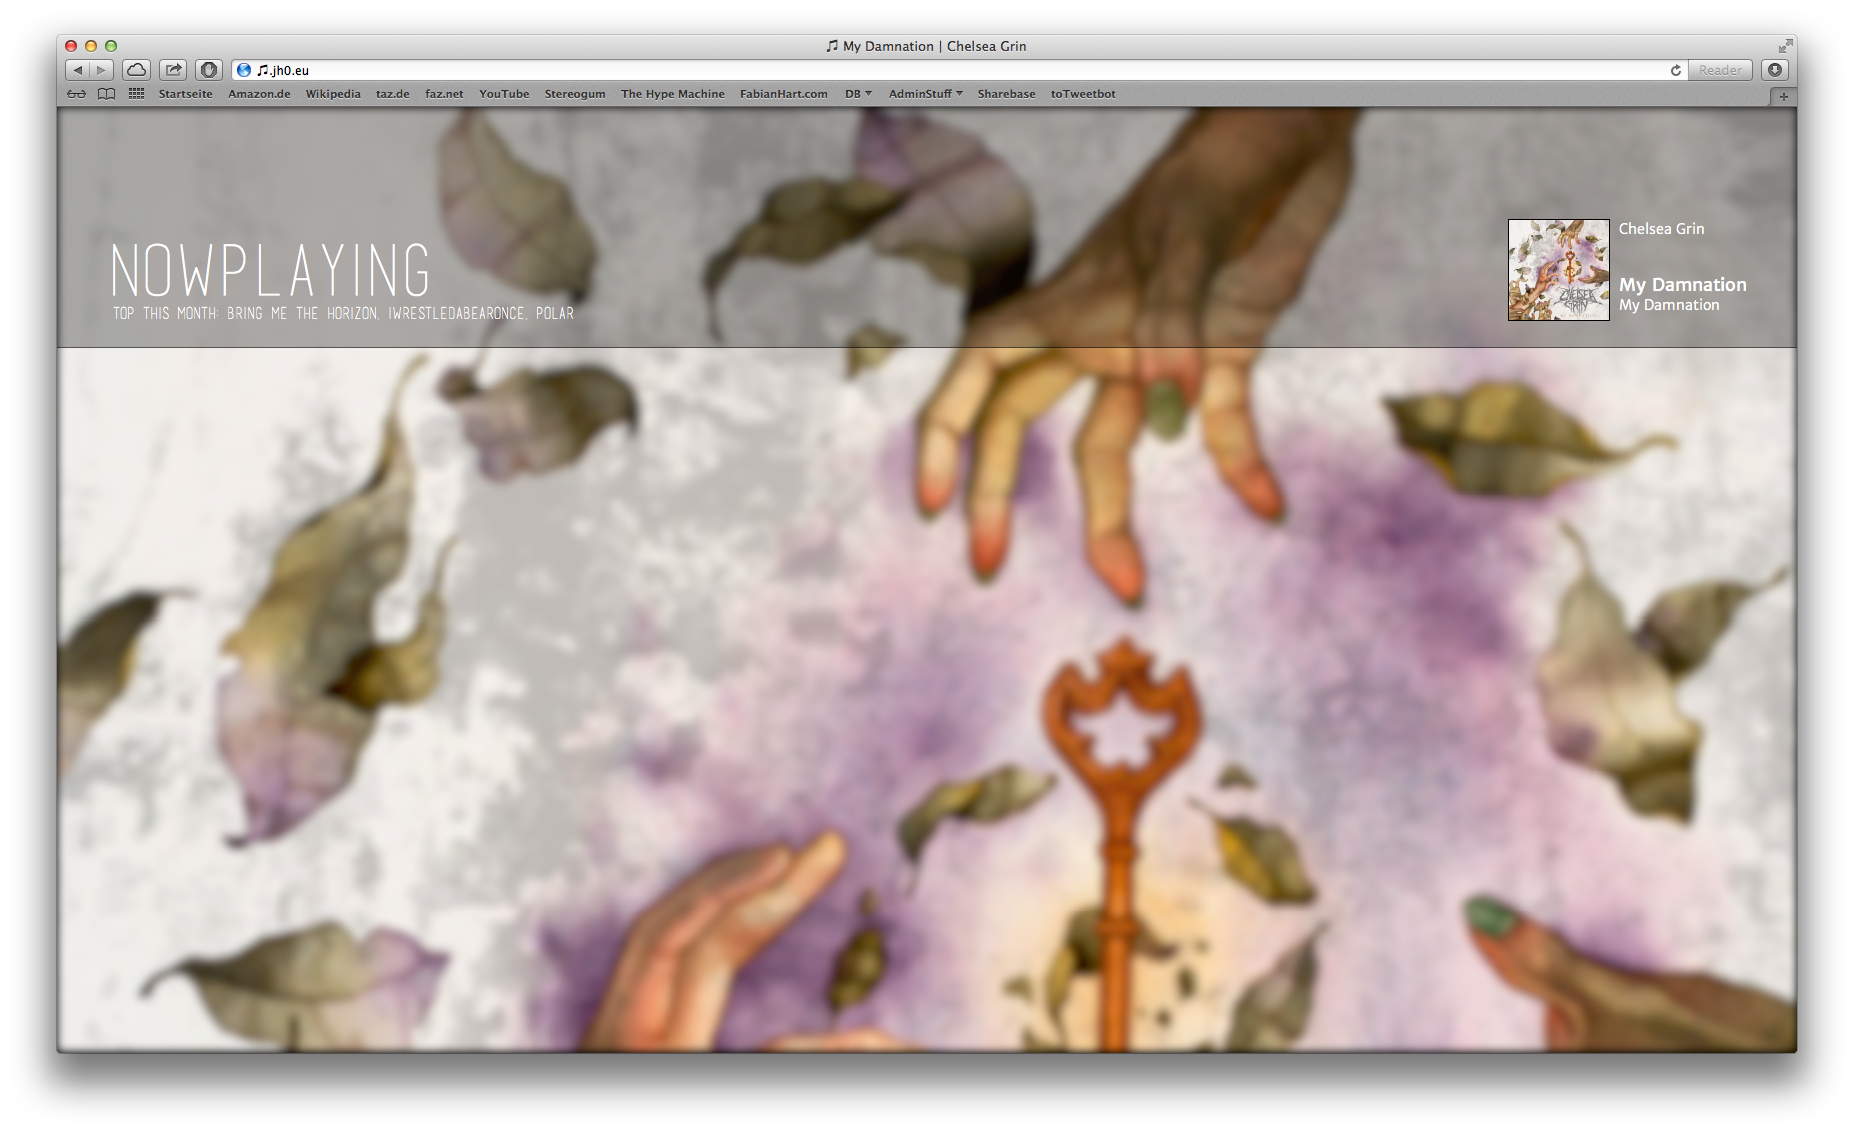 ♫ My Damnation | Chelsea Grin
♫.jh0.eu
Reader
Startseite Amazon.de Wikipedia taz.de faz.net YouTube Stereogum The Hype Machine FabianHart.com DB AdminStuff Sharebase toTweetbot
NOWPLAYING
TOP THIS MONTH: BRING ME THE HORIZON, IWRESTLEDABEARONCE, POLAR
CHELSEA
GRIN
Chelsea Grin
My Damnation
My Damnation